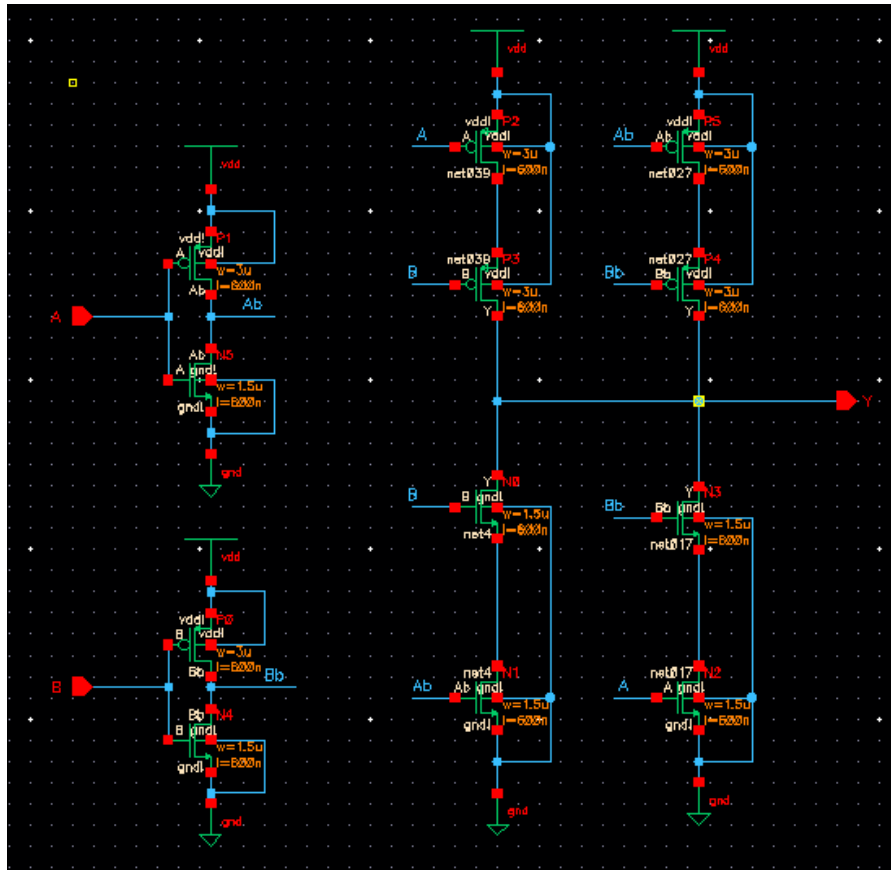 vdd
vdd
A
vdd!
P2
A
vdd!
w=3u
l=600n
net039
Ab
vdd!
P5
Ab
vdd!
w=3u
l=600n
net027
vdd
vdd!
P1
A
vdd!
w=3u
l=600n
Ab
Ab
A
Ab
N5
A
gnd!
w=1.5u
l=600n
gnd!
gnd
B
net039
P3
B
vdd!
w=3u
l=600n
Y
Bb
net027
P4
Bb
vdd!
w=3u
l=600n
Y
Y
B
Y
N0
B
gnd!
w=1.5u
l=600n
net4
Bb
Y
N3
Bb
gnd!
w=1.5u
l=600n
net017
vdd
vdd!
P0
B
vdd!
w=3u
l=600n
Bb
Bb
B
Bb
N4
B
gnd!
w=1.5u
l=600n
gnd!
gnd
Ab
net4
N1
Ab
gnd!
w=1.5u
l=600n
gnd!
gnd
A
net017
N2
A
gnd!
w=1.5u
l=600n
gnd!
gnd